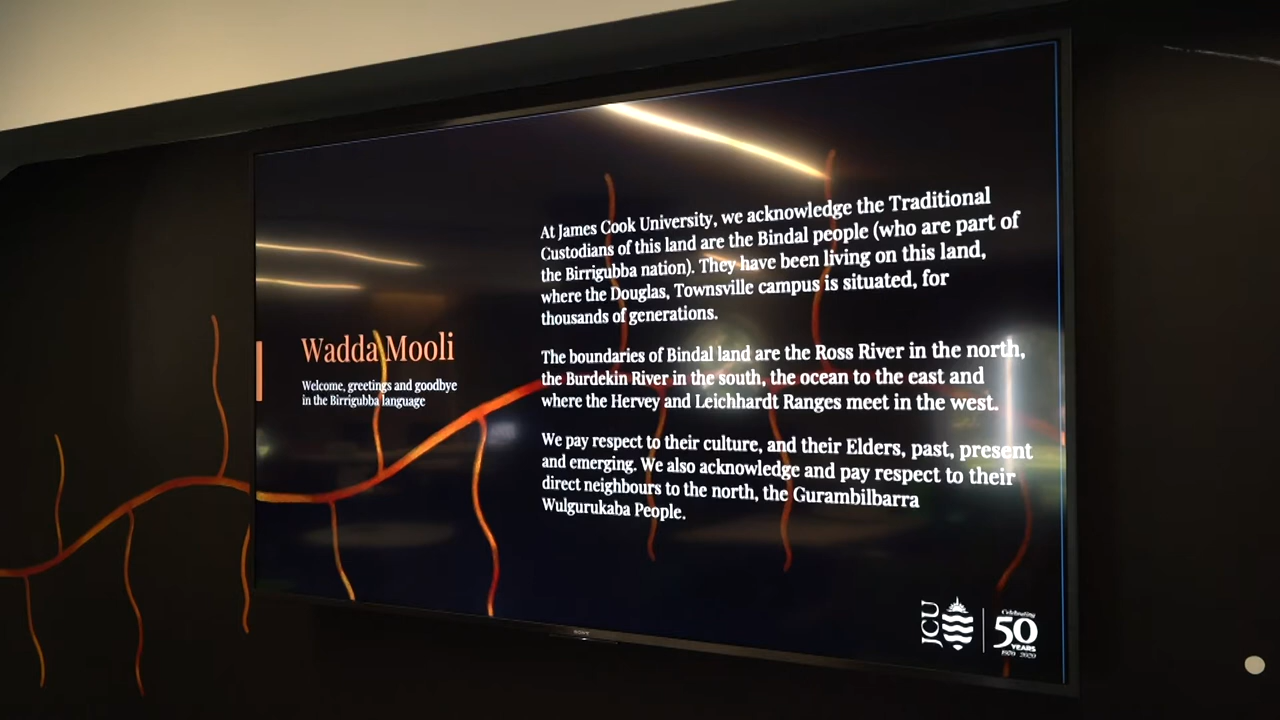 Wadda Mooli
Welcome, greetings and goodbye
in the Birrigubba language
At James Cook University, we acknowledge the Traditional
Custodians of this land are the Bindal people (who are part of
the Birrigubba nation). They have been living on this land,
where the Douglas, Townsville campus is situated, for
thousands of generations.
The boundaries of Bindal land are the Ross River in the north,
the Burdekin River in the south, the ocean to the east and
where the Hervey and Leichhardt Ranges meet in the west.
We pay respect to their culture, and their Elders, past, present
and emerging. We also acknowledge and pay respect to their
direct neighbours to the north, the Gurambilbarra
Wulgurukaba People.
JCU
Celebrating
50
YEARS
1970 2020
SONY